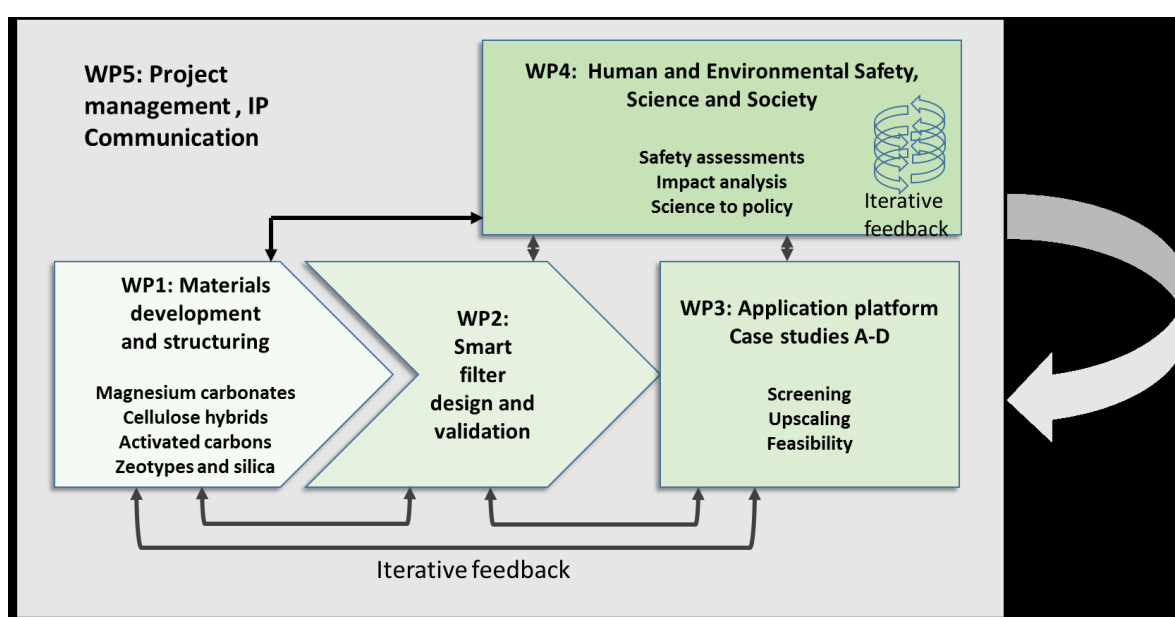 WP5: Project
management , IP
Communication
WP4:  Human and Environmental Safety,
Science and Society
Safety assessments
Impact analysis
Science to policy
Iterative
feedback
WP1: Materials
development
and structuring
Magnesium carbonates
Cellulose hybrids
Activated carbons
Zeotypes and silica
WP2:
Smart
filter
design and
validation
WP3: Application platform
Case studies A-D
Screening
Upscaling
Feasibility
Iterative feedback